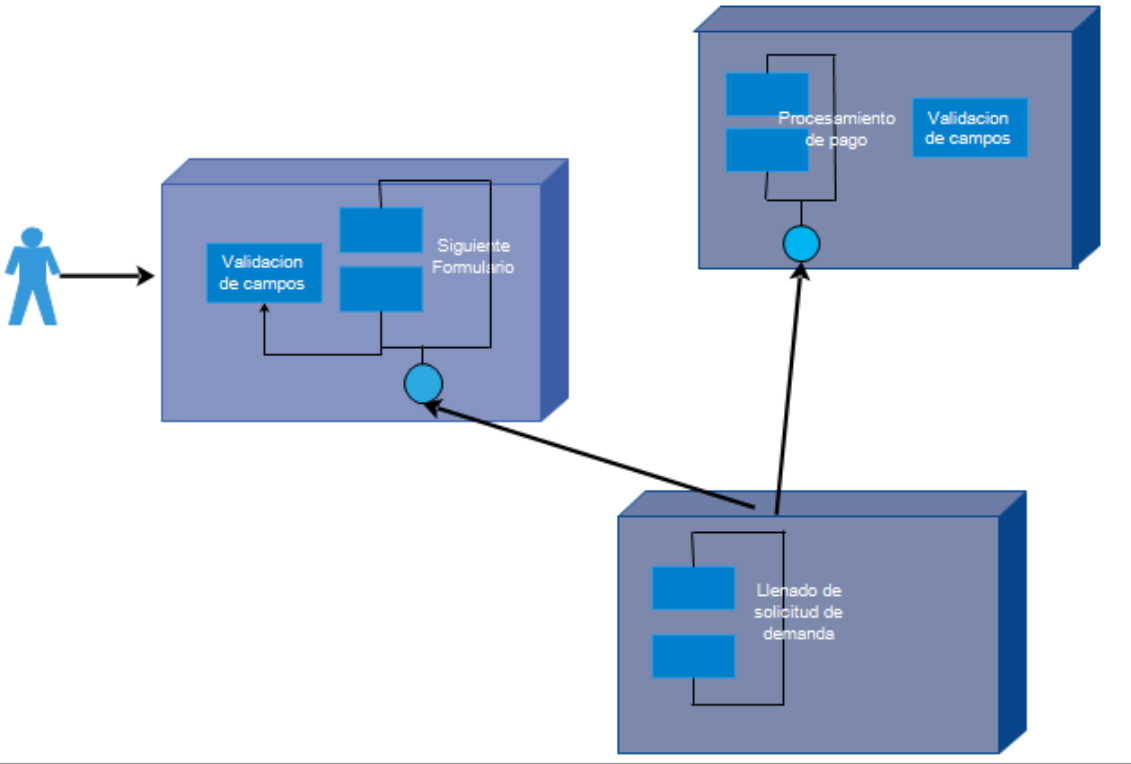 Procesamiento
de pago
Validacion
de campos
Validacion
de campos
Siguiente
Formulario
Llenado de
solicitud de
demanda